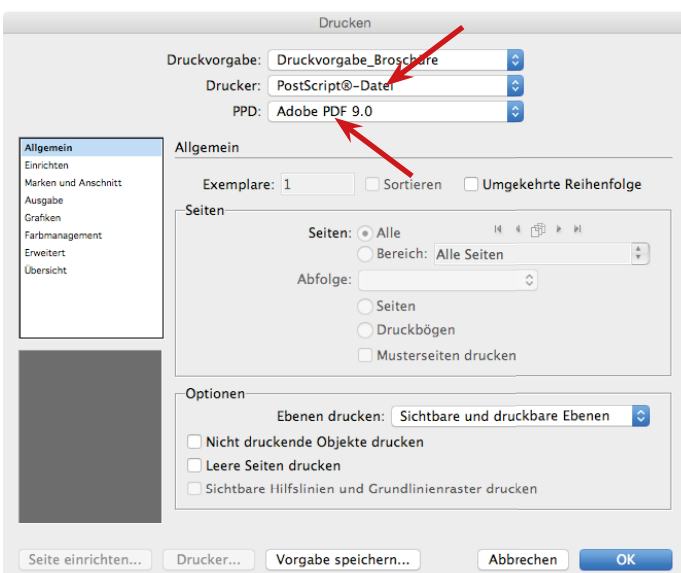 Drucken
Druckvorgabe: Druckvorgabe_Broschüre
Drucker: PostScript®-Datei
PPD: Adobe PDF 9.0
Allgemein
Einrichten
Marken und Anschnitt
Ausgabe
Grafiken
Farbmanagement
Erweitert
Übersicht
Allgemein
Exemplare: 1 Sortieren Umgekehrte Reihenfolge
Seiten
Seiten: Alle
Bereich: Alle Seiten
Abfolge:
Seiten
Druckbögen
Musterseiten drucken
Optionen
Ebenen drucken: Sichtbare und druckbare Ebenen
Nicht druckende Objekte drucken
Leere Seiten drucken
Sichtbare Hilfslinien und Grundlinienraster drucken
Seite einrichten... Drucker... Vorgabe speichern... Abbrechen OK